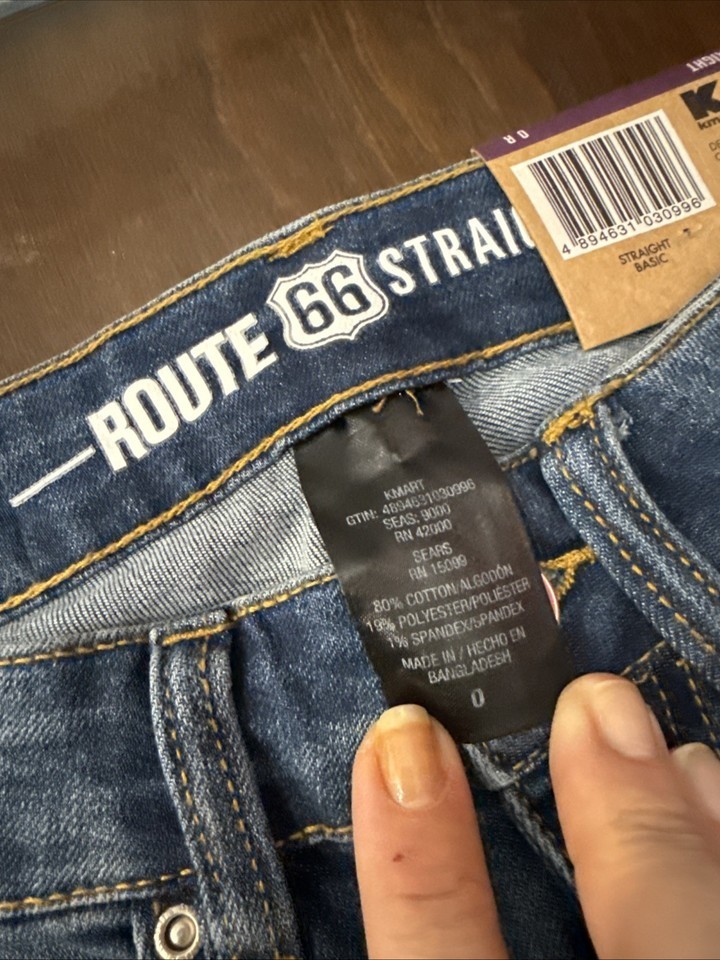 ROUTE 66 STRAIG
0 R
K
4 894631 030996
STRAIGHT
BASIC
KMART
GTIN: 4894631030996
SEAS: 9000
RN 42000
SEARS
RN 15099
80% COTTON/ALGODÓN
19% POLYESTER/POLIÉSTER
1% SPANDEX/SPANDEX
MADE IN / HECHO EN
BANGLADESH
0